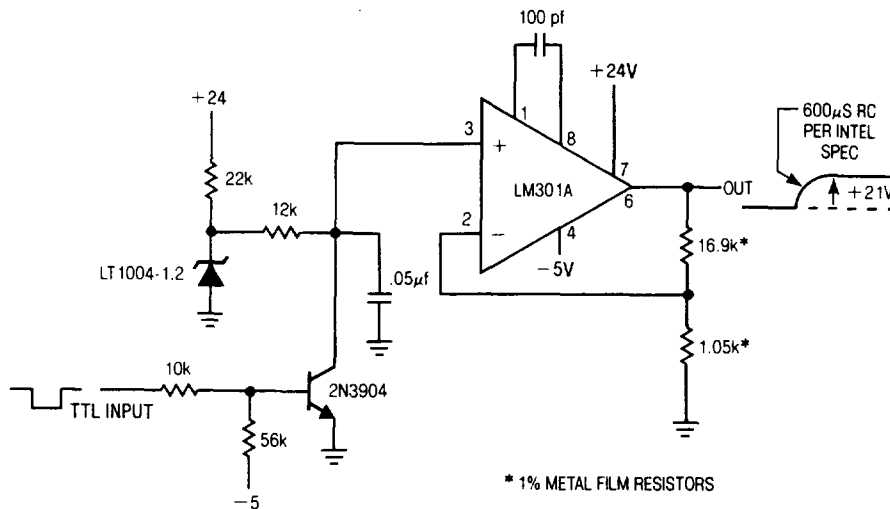 100 pf
+24V
+24
600µS RC
PER INTEL
SPEC
1
3
8
+
22k
7
LM301A
OUT
12k
6
+21V
2
4
−
16.9k*
−5V
LT1004-1.2
.05µf
1.05k*
10k
2N3904
TTL INPUT
56k
* 1% METAL FILM RESISTORS
−5